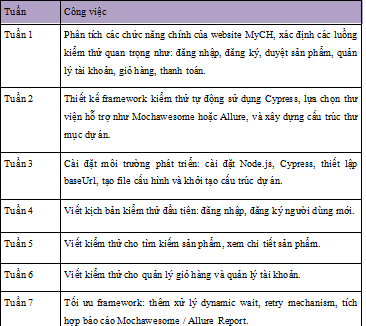 Tuần Công việc
Tuần 1 Phân tích các chức năng chính của website MyCH, xác định các luồng
kiểm thử quan trọng như: đăng nhập, đăng ký, duyệt sản phẩm, quản
lý tài khoản, giỏ hàng, thanh toán.
Tuần 2 Thiết kế framework kiểm thử tự động sử dụng Cypress, lựa chọn thư
viện hỗ trợ như Mochawesome hoặc Allure, và xây dựng cấu trúc thư
mục dự án.
Tuần 3 Cài đặt môi trường phát triển: cài đặt Node.js, Cypress, thiết lập
baseUrl, tạo file cấu hình và khởi tạo cấu trúc dự án.
Tuần 4 Viết kịch bản kiểm thử đầu tiên: đăng nhập, đăng ký người dùng mới.
Tuần 5 Viết kiểm thử cho tìm kiếm sản phẩm, xem chi tiết sản phẩm.
Tuần 6 Viết kiểm thử cho quản lý giỏ hàng và quản lý tài khoản.
Tuần 7 Tối ưu framework: thêm xử lý dynamic wait, retry mechanism, tích
hợp báo cáo Mochawesome / Allure Report.